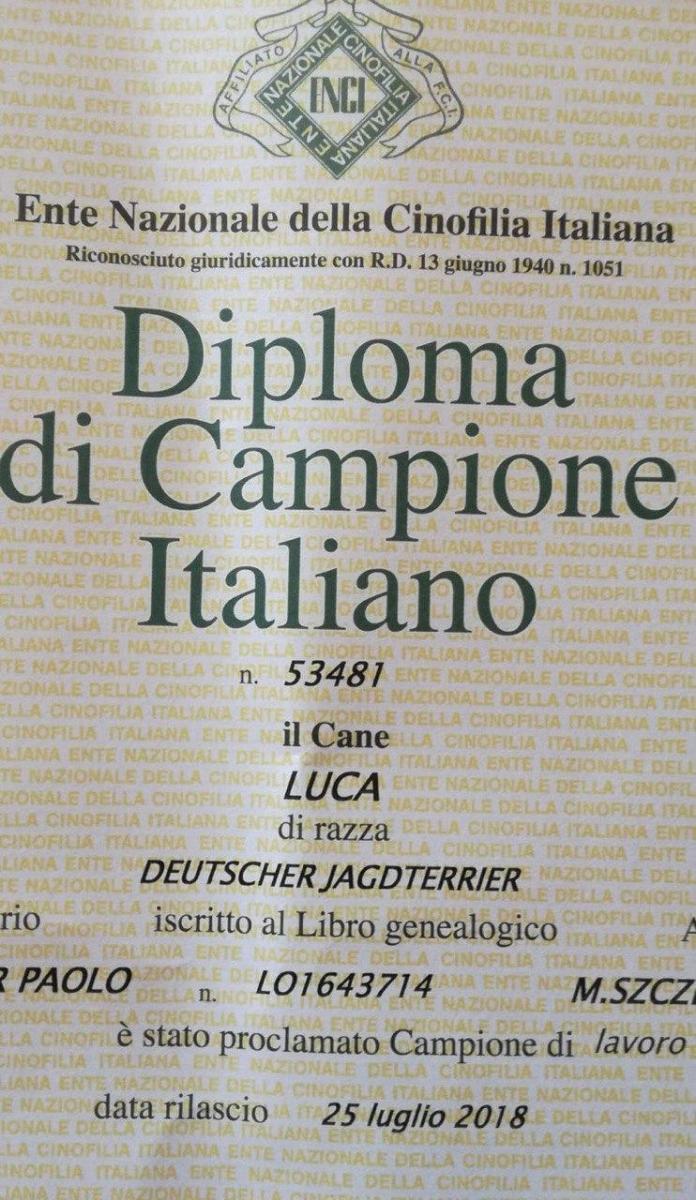 AFFILIATO ALLA F.C.I.
ENTE NAZIONALE CINOFILIA ITALIANA
ENCI
Ente Nazionale della Cinofilia Italiana
Riconosciuto giuridicamente con R.D. 13 giugno 1940 n. 1051
Diploma
di Campione
Italiano
n. 53481
il Cane
LUCA
di razza
DEUTSCHER JAGDTERRIER
rio iscritto al Libro genealogico A
R PAOLO n. LO1643714 M.SZCZ
è stato proclamato Campione di lavoro
data rilascio 25 luglio 2018